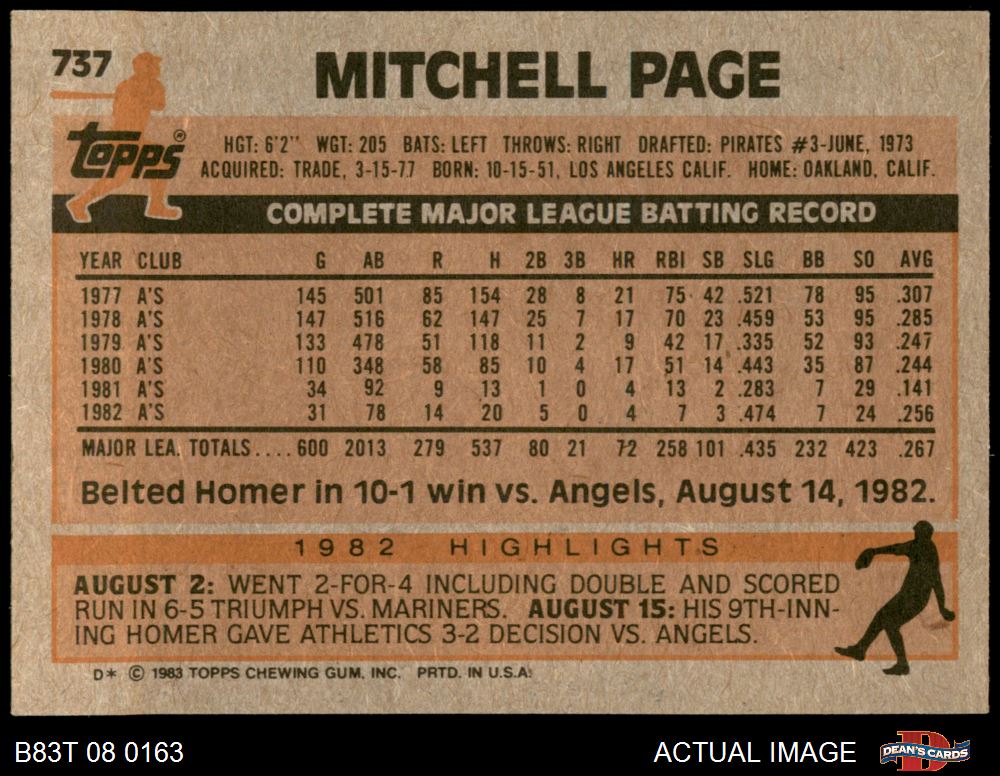 737
MITCHELL PAGE
Topps®
HGT: 6'2'' WGT: 205 BATS: LEFT THROWS: RIGHT DRAFTED: PIRATES #3-JUNE, 1973
ACQUIRED: TRADE, 3-15-77 BORN: 10-15-51, LOS ANGELES CALIF. HOME: OAKLAND, CALIF.
COMPLETE MAJOR LEAGUE BATTING RECORD
YEAR CLUB G AB R H 2B 3B HR RBI SB SLG BB SO AVG
1977 A'S 145 501 85 154 28 8 21 75 42 .521 78 95 .307
1978 A'S 147 516 62 147 25 7 17 70 23 .459 53 95 .285
1979 A'S 133 478 51 118 11 2 9 42 17 .335 52 93 .247
1980 A'S 110 348 58 85 10 4 17 51 14 .443 35 87 .244
1981 A'S 34 92 9 13 1 0 4 13 2 .283 7 29 .141
1982 A'S 31 78 14 20 5 0 4 7 3 .474 7 24 .256
MAJOR LEA. TOTALS.... 600 2013 279 537 80 21 72 258 101 .435 232 423 .267
Belted Homer in 10-1 win vs. Angels, August 14, 1982.
1982 HIGHLIGHTS
AUGUST 2: WENT 2-FOR-4 INCLUDING DOUBLE AND SCORED
RUN IN 6-5 TRIUMPH VS. MARINERS. AUGUST 15: HIS 9TH-INN-
ING HOMER GAVE ATHLETICS 3-2 DECISION VS. ANGELS.
D* © 1983 TOPPS CHEWING GUM, INC. PRTD. IN U.S.A.
B83T 08 0163 ACTUAL IMAGE
D
DEAN'S CARDS